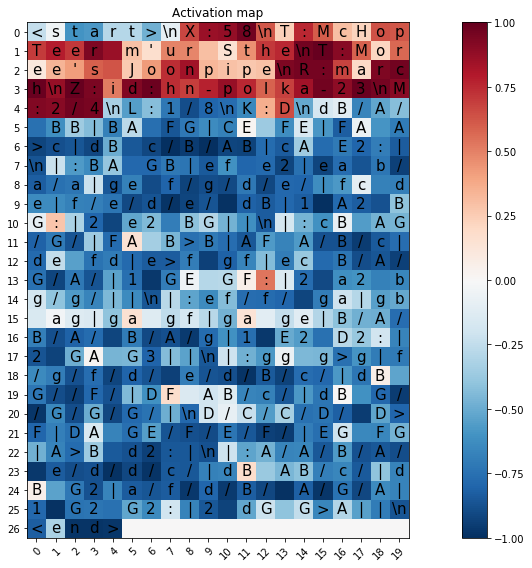 Activation map
0 < s t a r t > \n X : 5 8 \n T : M c H o p
1 T e e r m ' u r S t h e \n T : M o r
2 e e ' s J o o n p i p e \n R : m a r c
3 h \n Z : i d : h n - p o l k a - 2 3 \n M
4 : 2 / 4 \n L : 1 / 8 \n K : D \n d B / A /
5 B B | B A F G | C E F E | F A A
6 > c | d B c / B / A B | c A E 2 : |
7 \n | : B A G B | e f e 2 | e a b /
8 a / a | g e f / g / d / e / | f c d
9 e | f / e / d / e / d B | 1 A 2 B
10 G : | 2 e 2 B G | | \n | : c B A G
11 / G / | F A B > B | A F A / B / c |
12 d e f d | e > f g f | e c B / A /
13 G / A / | 1 G E G F : | 2 a 2 b
14 g / g / | | \n | : e f / f / g a | g b
15 a g | g a g f | g a g e | B / A /
16 B / A / B / A / g | 1 E 2 D 2 : |
17 2 G A G 3 | | \n | : g g g > g | f
18 / g / f / d / e / d / B / c / | d B
19 G / / F / | D F A B / c / | d B G /
20 / G / G / G / | \n D / C / C / D / D >
21 F | D A G E / F / E / F / | E G F G
22 | A > B d 2 : | \n | : A / A / B / A /
23 e / d / d / c / | d B A B / c / | d
24 B G 2 | a / f / d / B / A / G / A |
25 1 G 2 G 2 : | 2 d G G > A | | \n
26 < e n d >
0 1 2 3 4 5 6 7 8 9 10 11 12 13 14 15 16 17 18 19
1.00
0.75
0.50
0.25
0.00
−0.25
−0.50
−0.75
−1.00